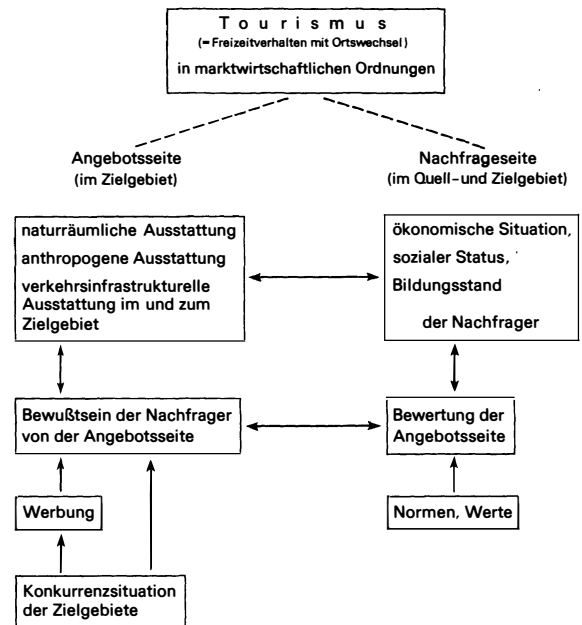 Tourismus
(=Freizeitverhalten mit Ortswechsel)
in marktwirtschaftlichen Ordnungen
Angebotsseite
(im Zielgebiet)
Nachfrageseite
(im Quell-und Zielgebiet)
naturräumliche Ausstattung
anthropogene Ausstattung
verkehrsinfrastrukturelle
Ausstattung im und zum
Zielgebiet
ökonomische Situation,
sozialer Status,
Bildungsstand
der Nachfrager
Bewußtsein der Nachfrager
von der Angebotsseite
Bewertung der
Angebotsseite
Werbung
Normen, Werte
Konkurrenzsituation
der Zielgebiete